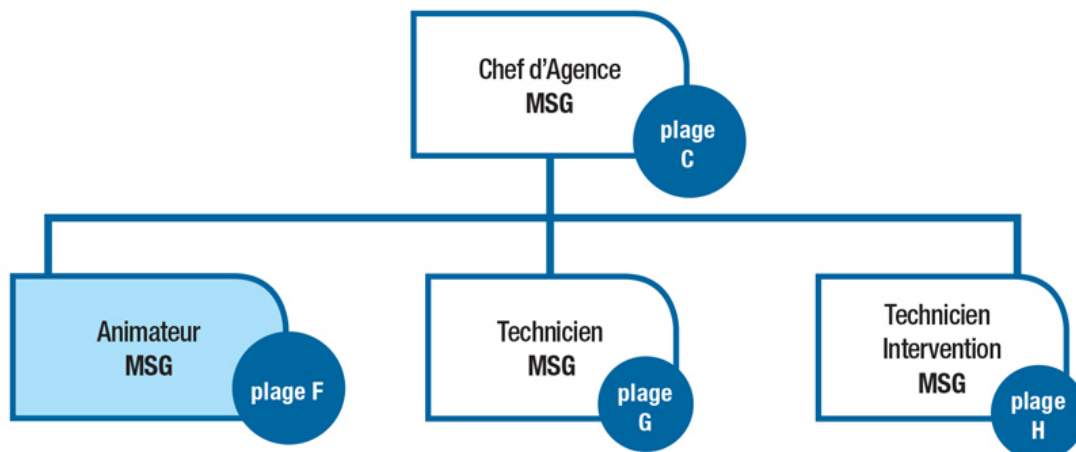 Chef d'Agence
MSG
plage
C
Animateur
MSG
plage F
Technicien
MSG
plage
G
Technicien
Intervention
MSG
plage
H